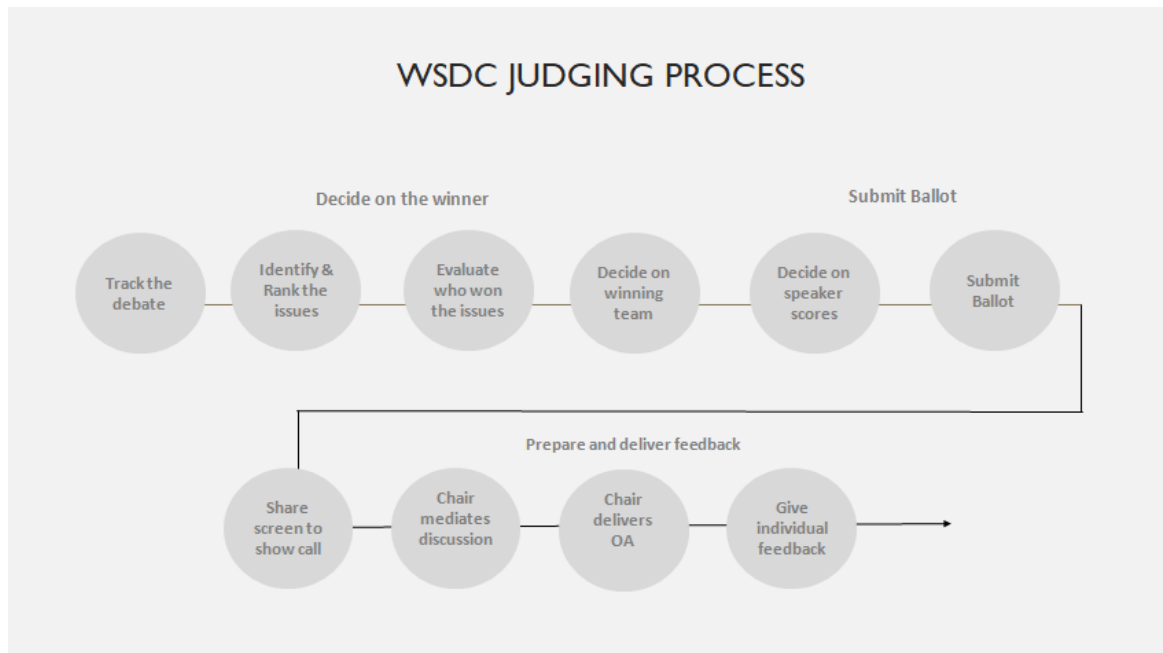 WSDC JUDGING PROCESS
Decide on the winner
Submit Ballot
Track the
debate
Identify &
Rank the
issues
Evaluate
who won
the issues
Decide on
winning
team
Decide on
speaker
scores
Submit
Ballot
Prepare and deliver feedback
Share
screen to
show call
Chair
mediates
discussion
Chair
delivers
OA
Give
individual
feedback